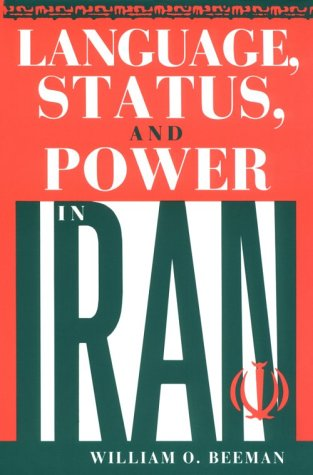 LANGUAGE,
STATUS,
AND
POWER
IN
IRAN
WILLIAM O. BEEMAN